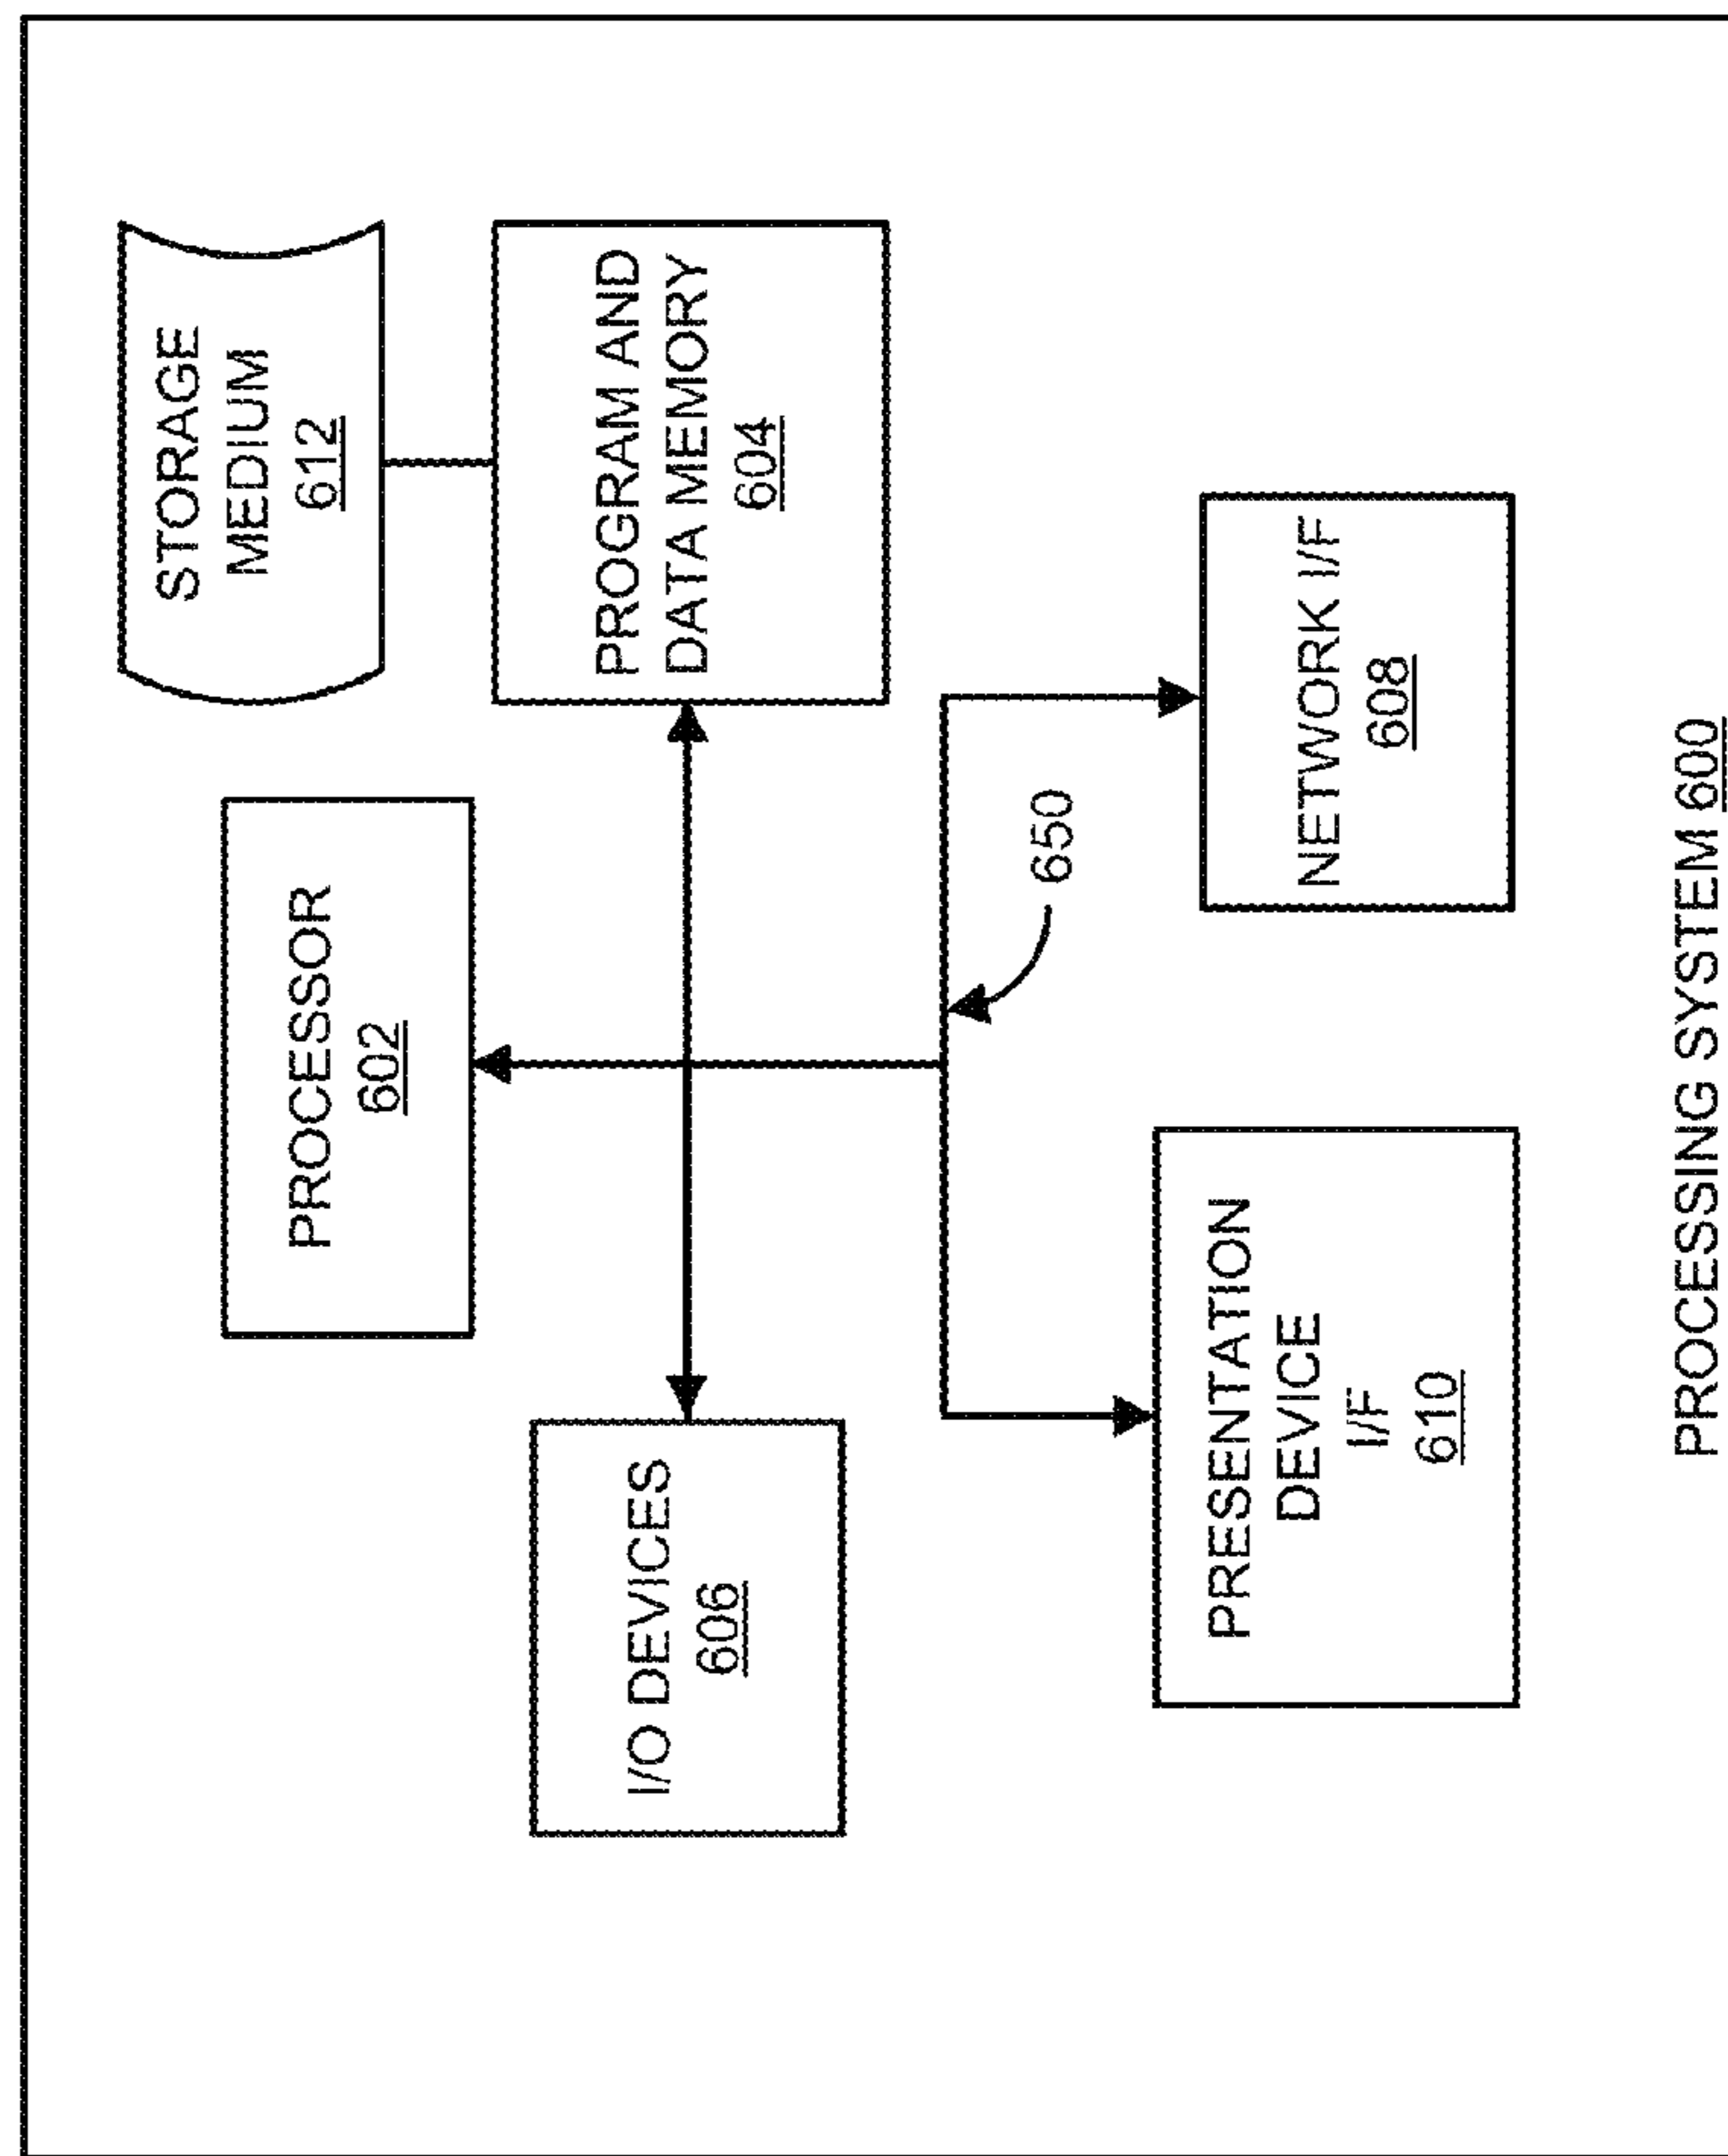 STORAGE
MEDIUM
612
PROCESSOR
602
PROGRAM AND
DATA MEMORY
604
I/O DEVICES
606
650
PRESENTATION
DEVICE
I/F
610
NETWORK I/F
608
PROCESSING SYSTEM 600